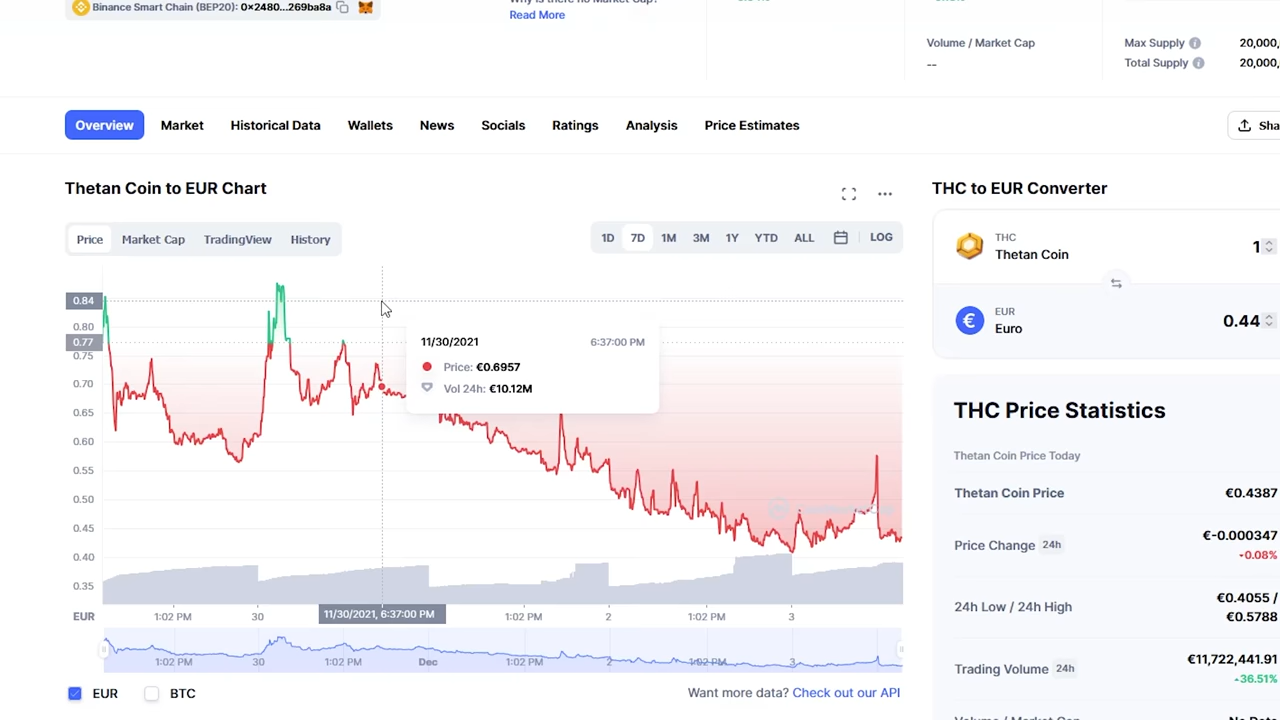 Binance Smart Chain (BEP20): 0x2480...269ba8a
Read More
Volume / Market Cap
--
Max Supply
20,000,
Total Supply
20,000,
Overview
Market
Historical Data
Wallets
News
Socials
Ratings
Analysis
Price Estimates
Sha
Thetan Coin to EUR Chart
Price
Market Cap
TradingView
History
1D
7D
1M
3M
1Y
YTD
ALL
LOG
0.84
0.80
0.77
0.75
0.70
0.65
0.60
0.55
0.50
0.45
0.40
0.35
11/30/2021
6:37:00 PM
Price: €0.6957
Vol 24h: €10.12M
EUR
1:02 PM
30
11/30/2021, 6:37:00 PM
1:02 PM
2
1:02 PM
3
1:02 PM
30
1:02 PM
Dec
1:02 PM
2
1:02 PM
3
EUR
BTC
Want more data? Check out our API
THC to EUR Converter
THC
Thetan Coin
1
EUR
Euro
0.44
THC Price Statistics
Thetan Coin Price Today
Thetan Coin Price
€0.4387
Price Change 24h
€-0.000347
-0.08%
24h Low / 24h High
€0.4055 /
€0.5788
Trading Volume 24h
€11,722,441.91
36.51%